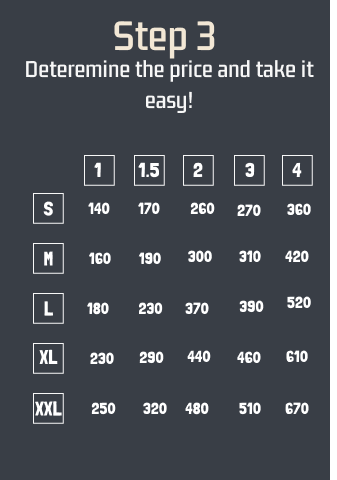 Step 3
Deteremine the price and take it
easy!
1 1.5 2 3 4
S 140 170 260 270 360
M 160 190 300 310 420
L 180 230 370 390 520
XL 230 290 440 460 610
XXL 250 320 480 510 670